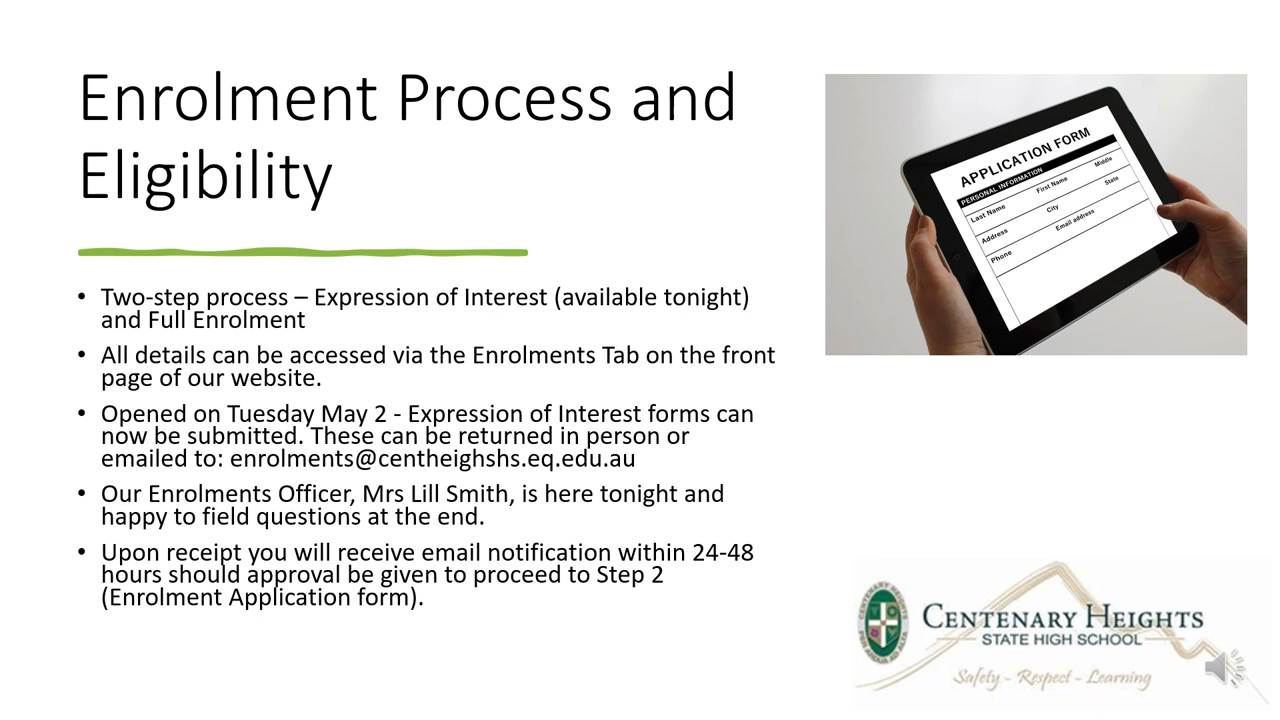 Enrolment Process and
Eligibility
• Two-step process – Expression of Interest (available tonight)
and Full Enrolment
• All details can be accessed via the Enrolments Tab on the front
page of our website.
• Opened on Tuesday May 2 - Expression of Interest forms can
now be submitted. These can be returned in person or
emailed to: enrolments@centheighshs.eq.edu.au
• Our Enrolments Officer, Mrs Lill Smith, is here tonight and
happy to field questions at the end.
• Upon receipt you will receive email notification within 24-48
hours should approval be given to proceed to Step 2
(Enrolment Application form).
APPLICATION FORM
PERSONAL INFORMATION
Last Name First Name Middle
Address City State
Phone Email address
CENTENARY HEIGHTS
PER ARDUA AD ALTA
CENTENARY HEIGHTS
STATE HIGH SCHOOL
Safety - Respect - Learning